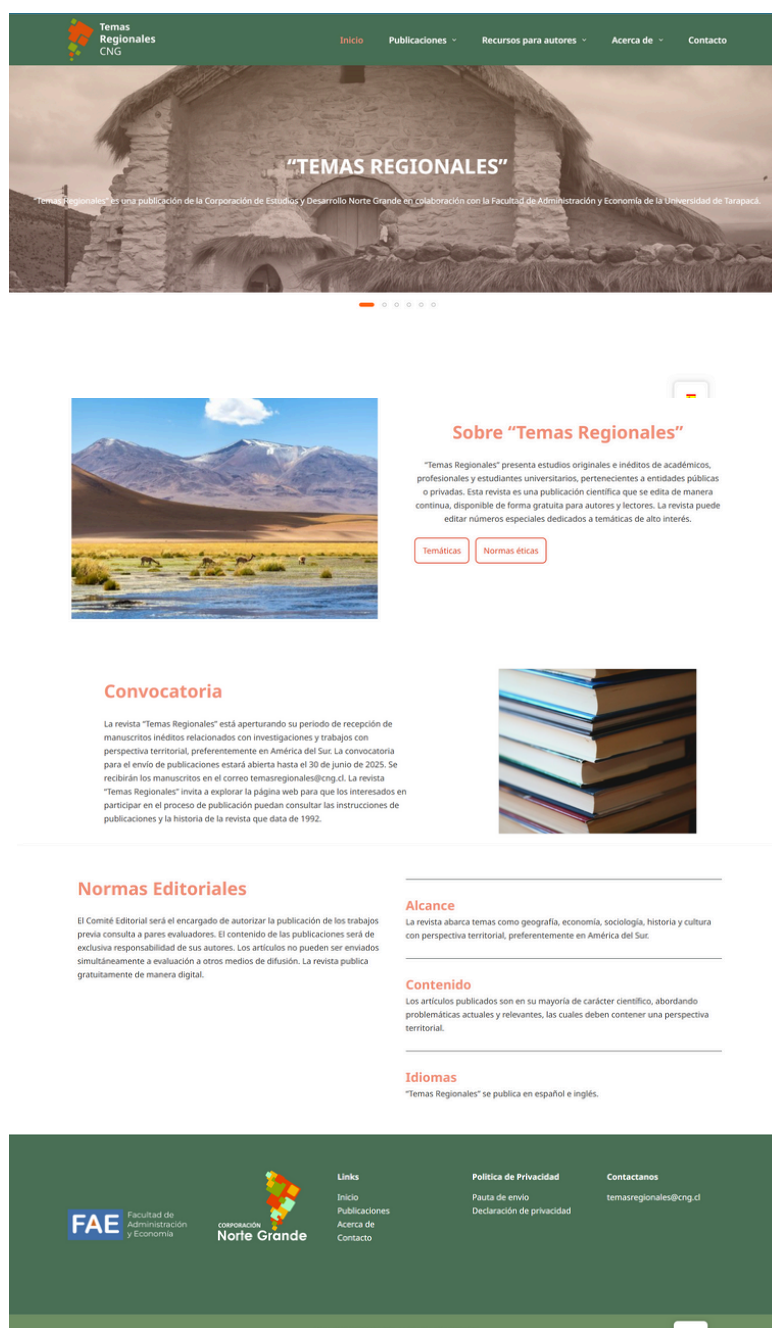 Temas
Regionales
CNG
Inicio
Publicaciones
Recursos para autores
Acerca de
Contacto
“TEMAS REGIONALES”
“Temas Regionales” es una publicación de la Corporación de Estudios y Desarrollo Norte Grande en colaboración con la Facultad de Administración y Economía de la Universidad de Tarapacá.
Sobre “Temas Regionales”
“Temas Regionales” presenta estudios originales e inéditos de académicos,
profesionales y estudiantes universitarios, pertenecientes a entidades públicas
o privadas. Esta revista es una publicación científica que se edita de manera
continua, disponible de forma gratuita para autores y lectores. La revista puede
editar números especiales dedicados a temáticas de alto interés.
Temáticas
Normas éticas
Convocatoria
La revista “Temas Regionales” está aperturando su periodo de recepción de
manuscritos inéditos relacionados con investigaciones y trabajos con
perspectiva territorial, preferentemente en América del Sur. La convocatoria
para el envío de publicaciones estará abierta hasta el 30 de junio de 2025. Se
recibirán los manuscritos en el correo temasregionales@cng.cl. La revista
“Temas Regionales” invita a explorar la página web para que los interesados en
participar en el proceso de publicación puedan consultar las instrucciones de
publicaciones y la historia de la revista que data de 1992.
Normas Editoriales
El Comité Editorial será el encargado de autorizar la publicación de los trabajos
previa consulta a pares evaluadores. El contenido de las publicaciones será de
exclusiva responsabilidad de sus autores. Los artículos no pueden ser enviados
simultáneamente a evaluación a otros medios de difusión. La revista publica
gratuitamente de manera digital.
Alcance
La revista abarca temas como geografía, economía, sociología, historia y cultura
con perspectiva territorial, preferentemente en América del Sur.
Contenido
Los artículos publicados son en su mayoría de carácter científico, abordando
problemáticas actuales y relevantes, las cuales deben contener una perspectiva
territorial.
Idiomas
“Temas Regionales” se publica en español e inglés.
FAE
Facultad de
Administración
y Economía
CORPORACIÓN
Norte Grande
Links
Inicio
Publicaciones
Acerca de
Contacto
Politica de Privacidad
Pauta de envio
Declaración de privacidad
Contactanos
temasregionales@cng.cl